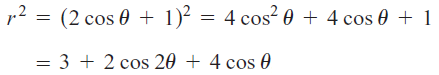 r² = (2 cos θ + 1)² = 4 cos² θ + 4 cos θ + 1
= 3 + 2 cos 2θ + 4 cos θ